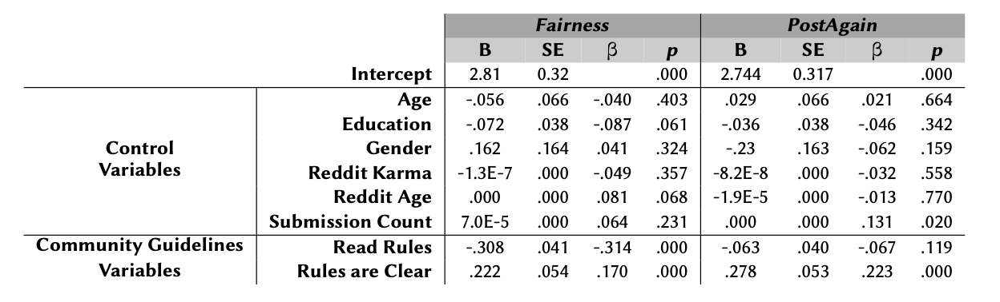 Fairness PostAgain
B SE β p B SE β p
Intercept 2.81 0.32 .000 2.744 0.317 .000
Age -.056 .066 -.040 .403 .029 .066 .021 .664
Education -.072 .038 -.087 .061 -.036 .038 -.046 .342
Control Gender .162 .164 .041 .324 -.23 .163 -.062 .159
Variables Reddit Karma -1.3E-7 .000 -.049 .357 -8.2E-8 .000 -.032 .558
Reddit Age .000 .000 .081 .068 -1.9E-5 .000 -.013 .770
Submission Count 7.0E-5 .000 .064 .231 .000 .000 .131 .020
Community Guidelines Read Rules -.308 .041 -.314 .000 -.063 .040 -.067 .119
Variables Rules are Clear .222 .054 .170 .000 .278 .053 .223 .000